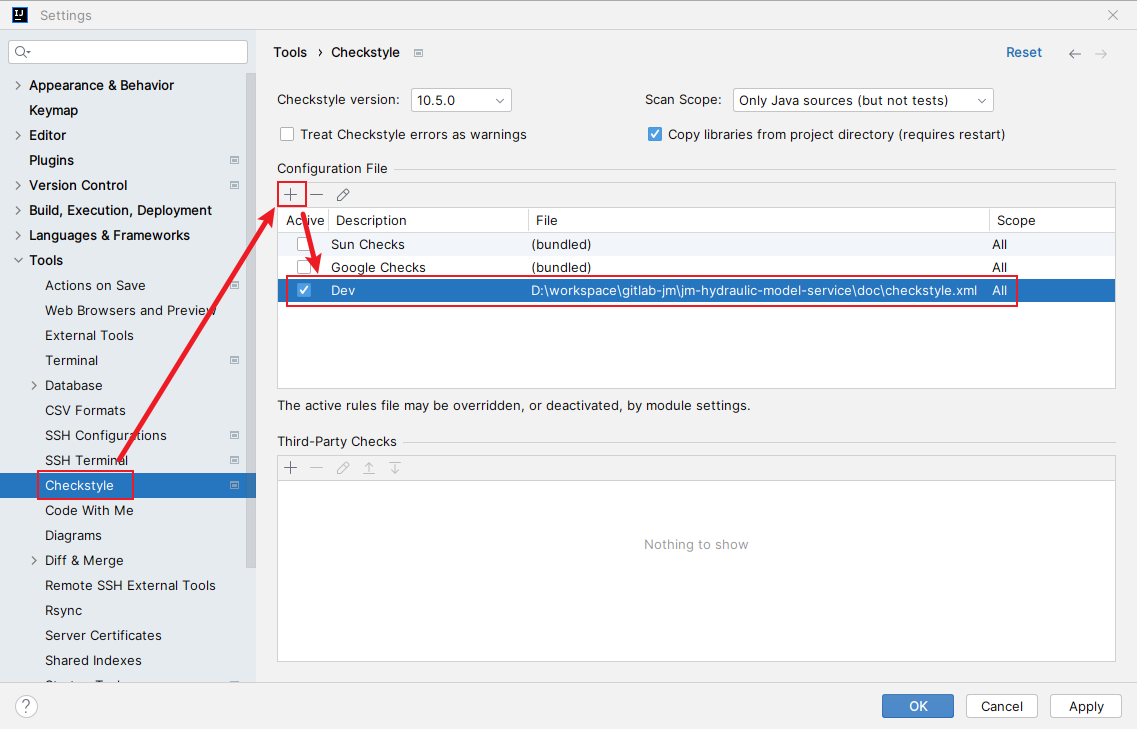 IJ Settings
Tools › Checkstyle
Reset
Appearance & Behavior
Keymap
Editor
Plugins
Version Control
Build, Execution, Deployment
Languages & Frameworks
Tools
Actions on Save
Web Browsers and Preview
External Tools
Terminal
Database
CSV Formats
SSH Configurations
SSH Terminal
Checkstyle
Code With Me
Diagrams
Diff & Merge
Remote SSH External Tools
Rsync
Server Certificates
Shared Indexes
Checkstyle version: 10.5.0
Scan Scope: Only Java sources (but not tests)
Treat Checkstyle errors as warnings
Copy libraries from project directory (requires restart)
Configuration File
Active Description File Scope
Sun Checks (bundled) All
Google Checks (bundled) All
Dev D:\workspace\gitlab-jm\jm-hydraulic-model-service\doc\checkstyle.xml All
The active rules file may be overridden, or deactivated, by module settings.
Third-Party Checks
Nothing to show
?
OK Cancel Apply